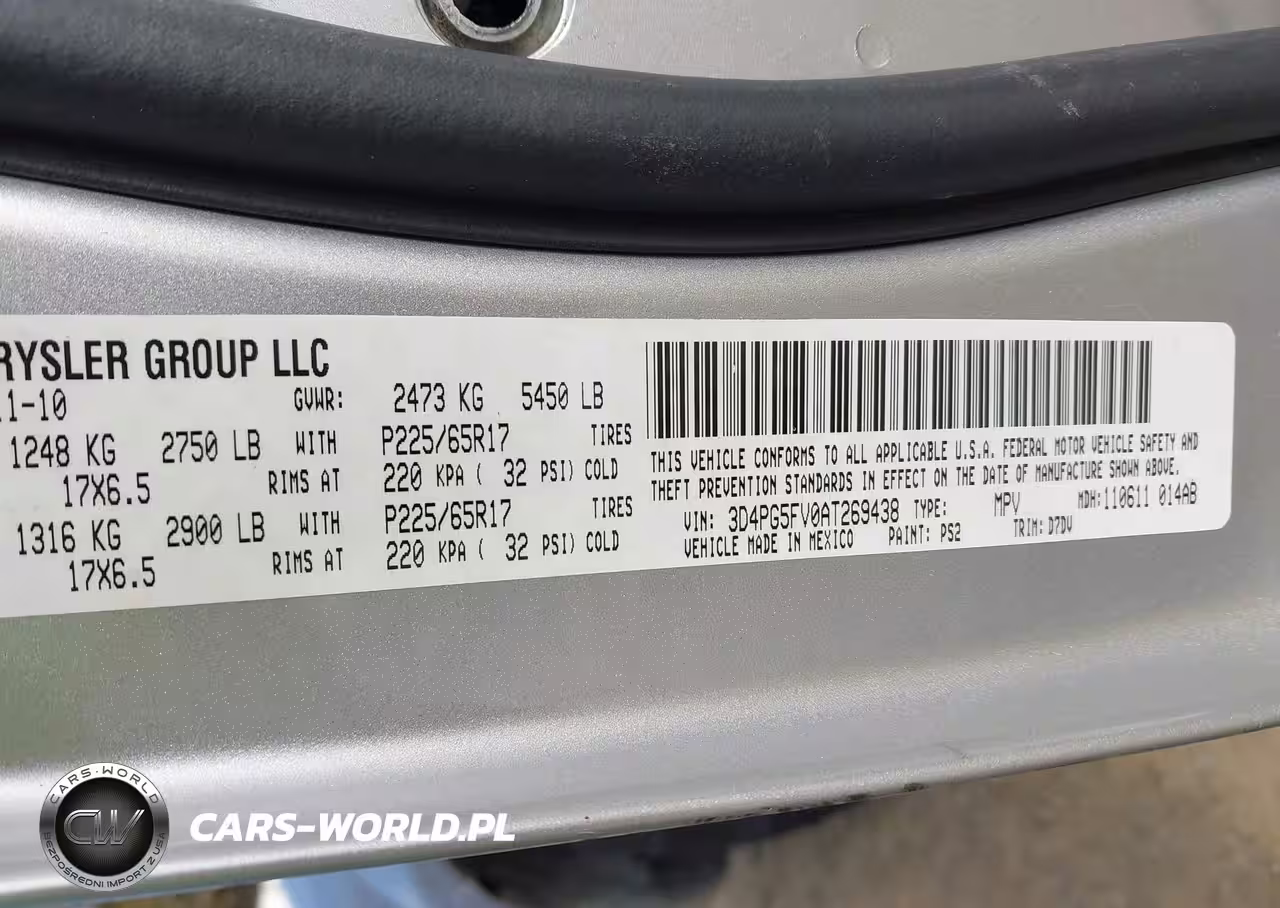 RYSLER GROUP LLC
1-10 GVWR: 2473 KG 5450 LB
1248 KG 2750 LB WITH P225/65R17 TIRES
17X6.5 RIMS AT 220 KPA ( 32 PSI) COLD
1316 KG 2900 LB WITH P225/65R17 TIRES
17X6.5 RIMS AT 220 KPA ( 32 PSI) COLD
THIS VEHICLE CONFORMS TO ALL APPLICABLE U.S.A. FEDERAL MOTOR VEHICLE SAFETY AND
THEFT PREVENTION STANDARDS IN EFFECT ON THE DATE OF MANUFACTURE SHOWN ABOVE.
VIN: 3D4PG5FV0AT269438 TYPE: MPV MDH:110611 014AB
VEHICLE MADE IN MEXICO PAINT: PS2 TRIM: D7DV
CARS-WORLD
CW
BEZPOŚREDNI IMPORT Z USA
CARS-WORLD.PL